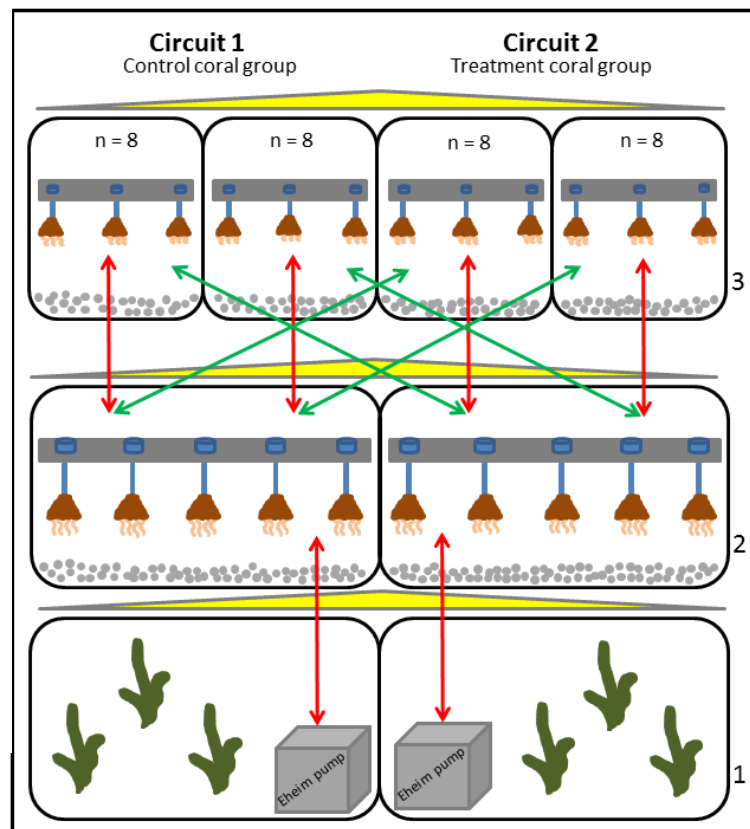 Circuit 1
Control coral group
Circuit 2
Treatment coral group
n = 8
n = 8
n = 8
n = 8
3
2
Eheim pump
Eheim pump
1